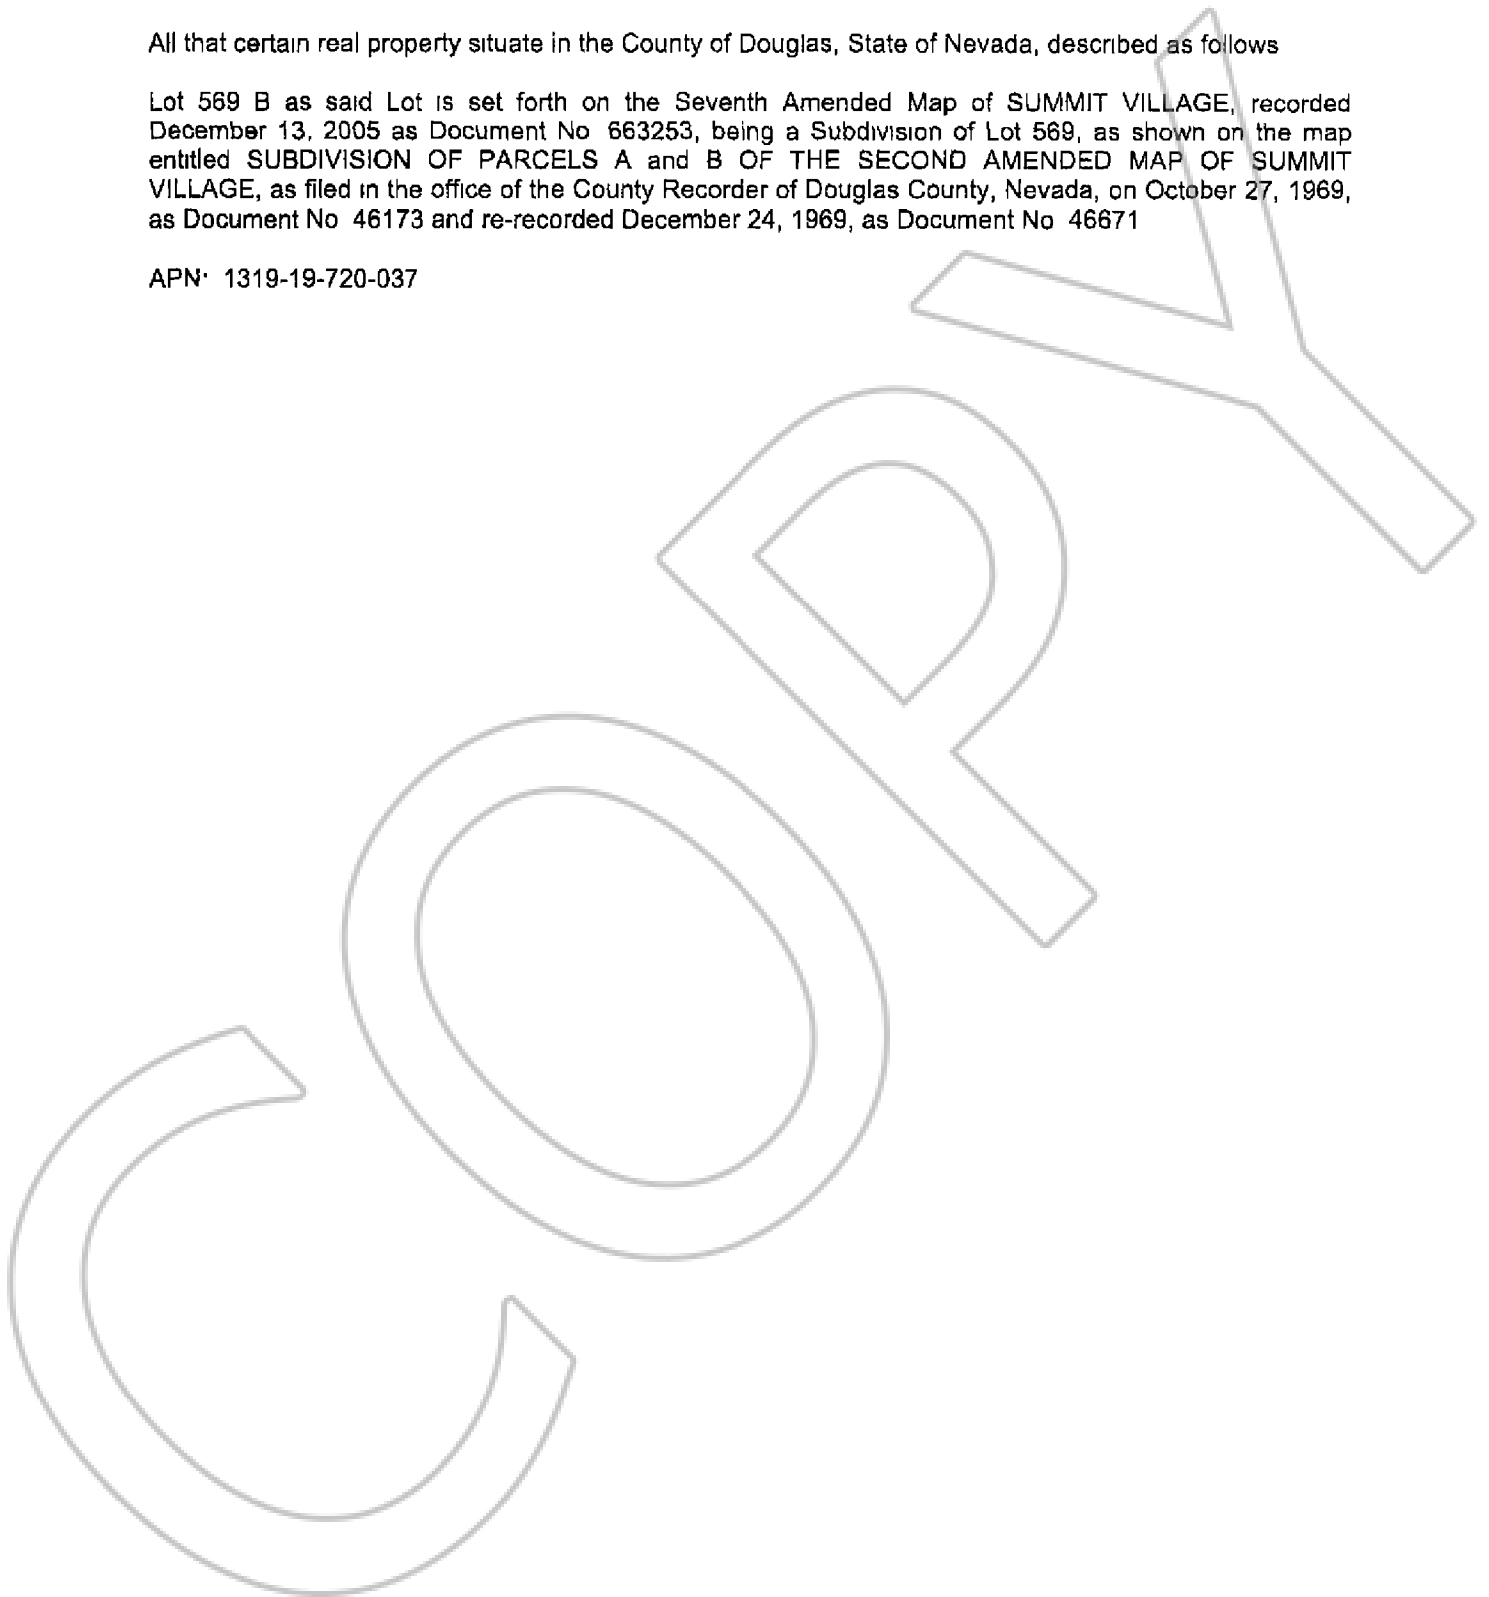 All that certain real property situate in the County of Douglas, State of Nevada, described as follows
Lot 569 B as said Lot is set forth on the Seventh Amended Map of SUMMIT VILLAGE, recorded
December 13, 2005 as Document No 663253, being a Subdivision of Lot 569, as shown on the map
entitled SUBDIVISION OF PARCELS A and B OF THE SECOND AMENDED MAP OF SUMMIT
VILLAGE, as filed in the office of the County Recorder of Douglas County, Nevada, on October 27, 1969,
as Document No 46173 and re-recorded December 24, 1969, as Document No 46671
APN· 1319-19-720-037
COPY